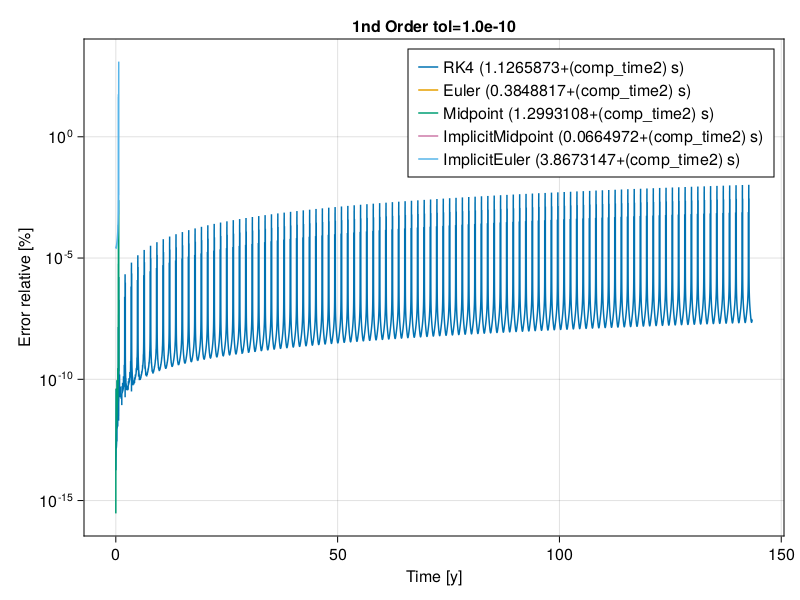 1nd Order tol=1.0e-10
RK4 (1.1265873+(comp_time2) s)
Euler (0.3848817+(comp_time2) s)
Midpoint (1.2993108+(comp_time2) s)
ImplicitMidpoint (0.0664972+(comp_time2) s)
ImplicitEuler (3.8673147+(comp_time2) s)
Error relative [%]
10⁰
10⁻⁵
10⁻¹⁰
10⁻¹⁵
0 50 100 150
Time [y]